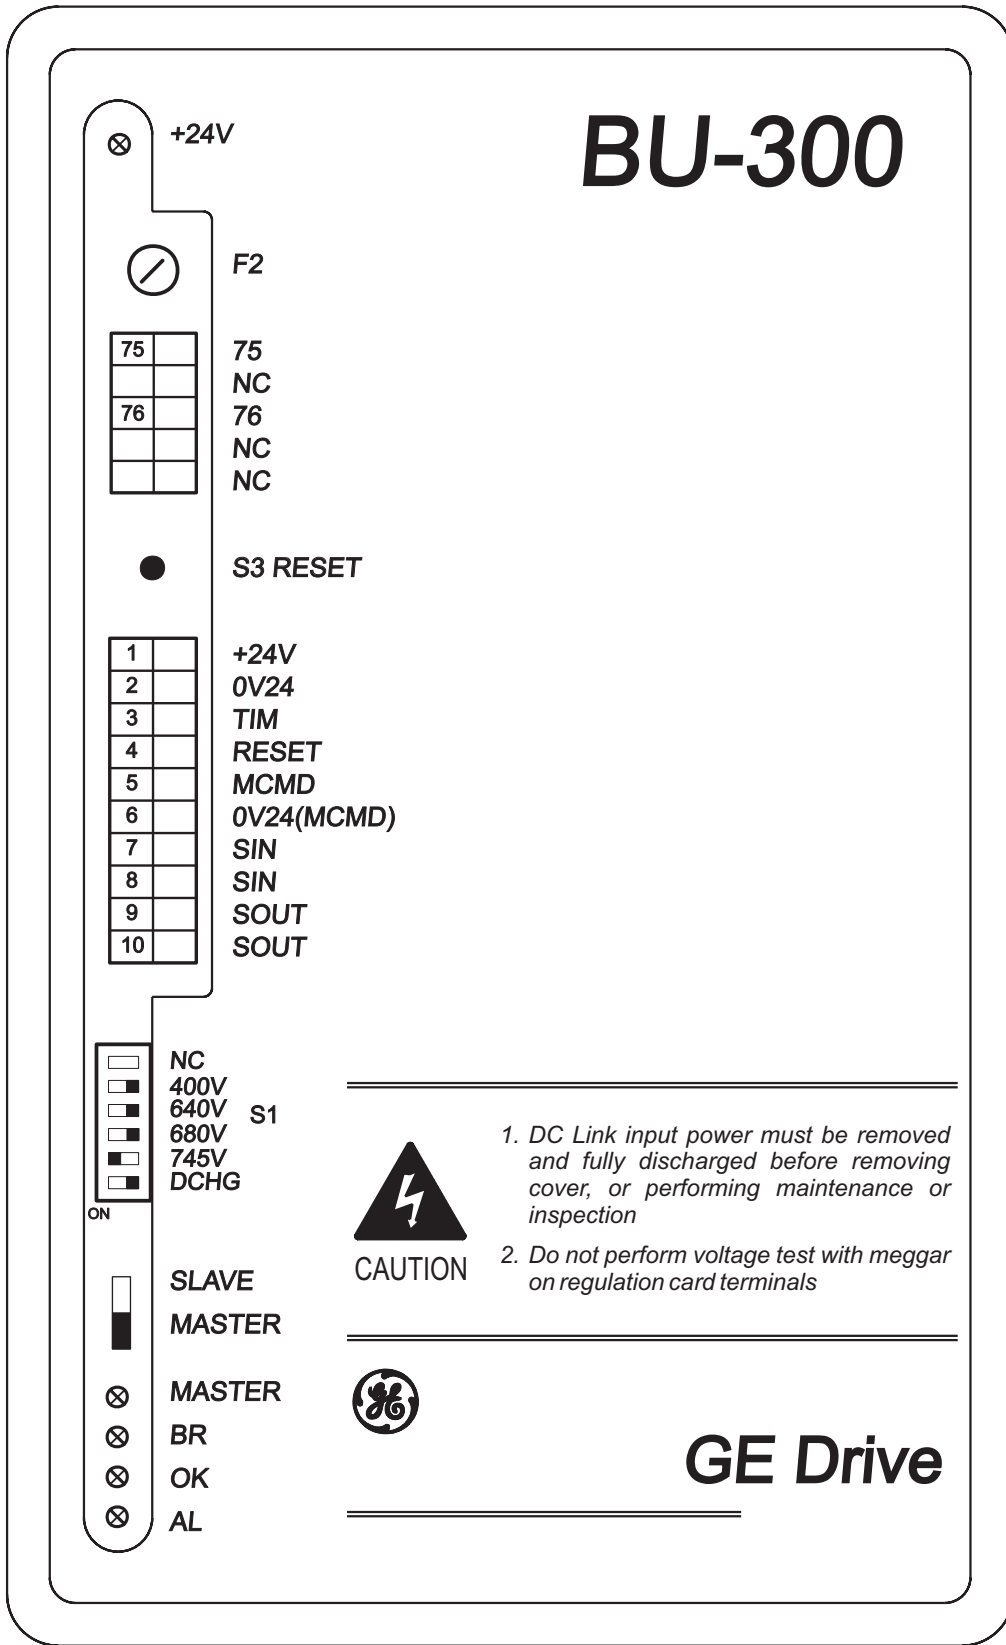 +24V
BU-300
F2
75 75
NC
76 76
NC
NC
S3 RESET
1 +24V
2 0V24
3 TIM
4 RESET
5 MCMD
6 0V24(MCMD)
7 SIN
8 SIN
9 SOUT
10 SOUT
NC
400V
640V
680V
745V
DCHG
S1
ON
SLAVE
MASTER
MASTER
BR
OK
AL
CAUTION
1. DC Link input power must be removed
and fully discharged before removing
cover, or performing maintenance or
inspection
2. Do not perform voltage test with meggar
on regulation card terminals
GE
GE Drive